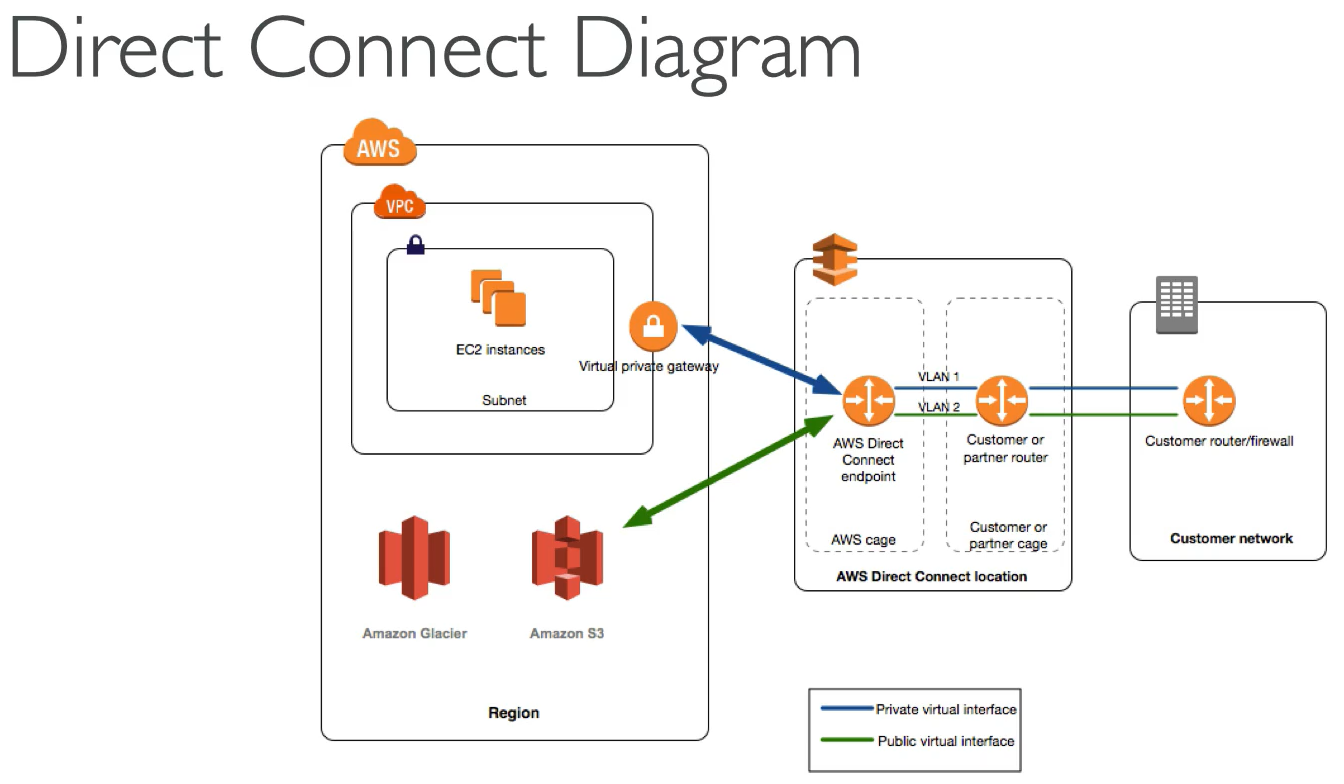 Direct Connect Diagram
AWS
VPC
EC2 instances
Subnet
Virtual private gateway
Amazon Glacier
Amazon S3
Region
VLAN 1
VLAN 2
AWS Direct
Connect
endpoint
Customer or
partner router
AWS cage
Customer or
partner cage
AWS Direct Connect location
Customer router/firewall
Customer network
Private virtual interface
Public virtual interface